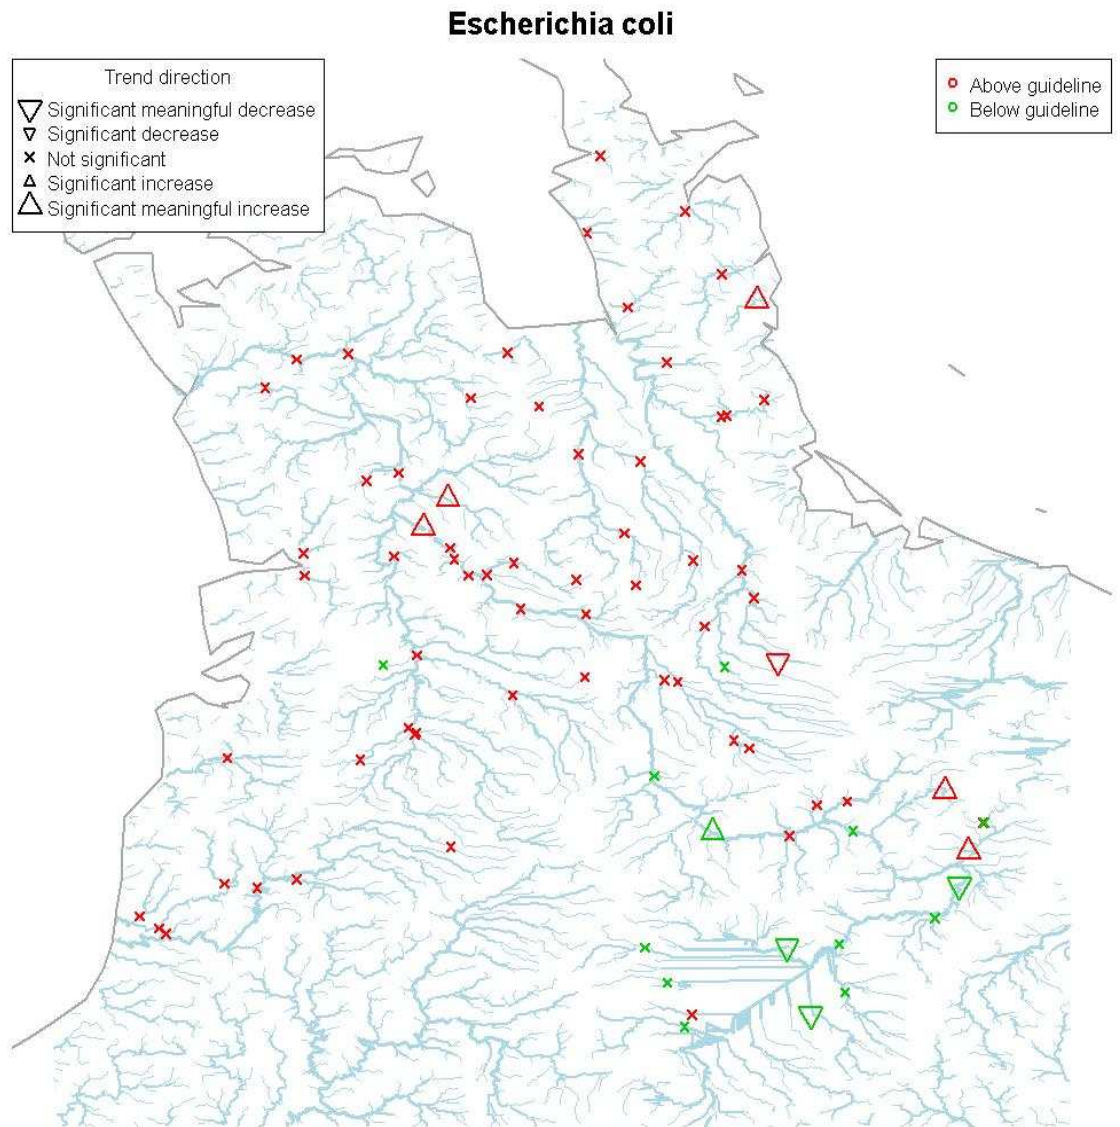 Escherichia coli
Trend direction
Significant meaningful decrease
Significant decrease
Not significant
Significant increase
Significant meaningful increase
Above guideline
Below guideline